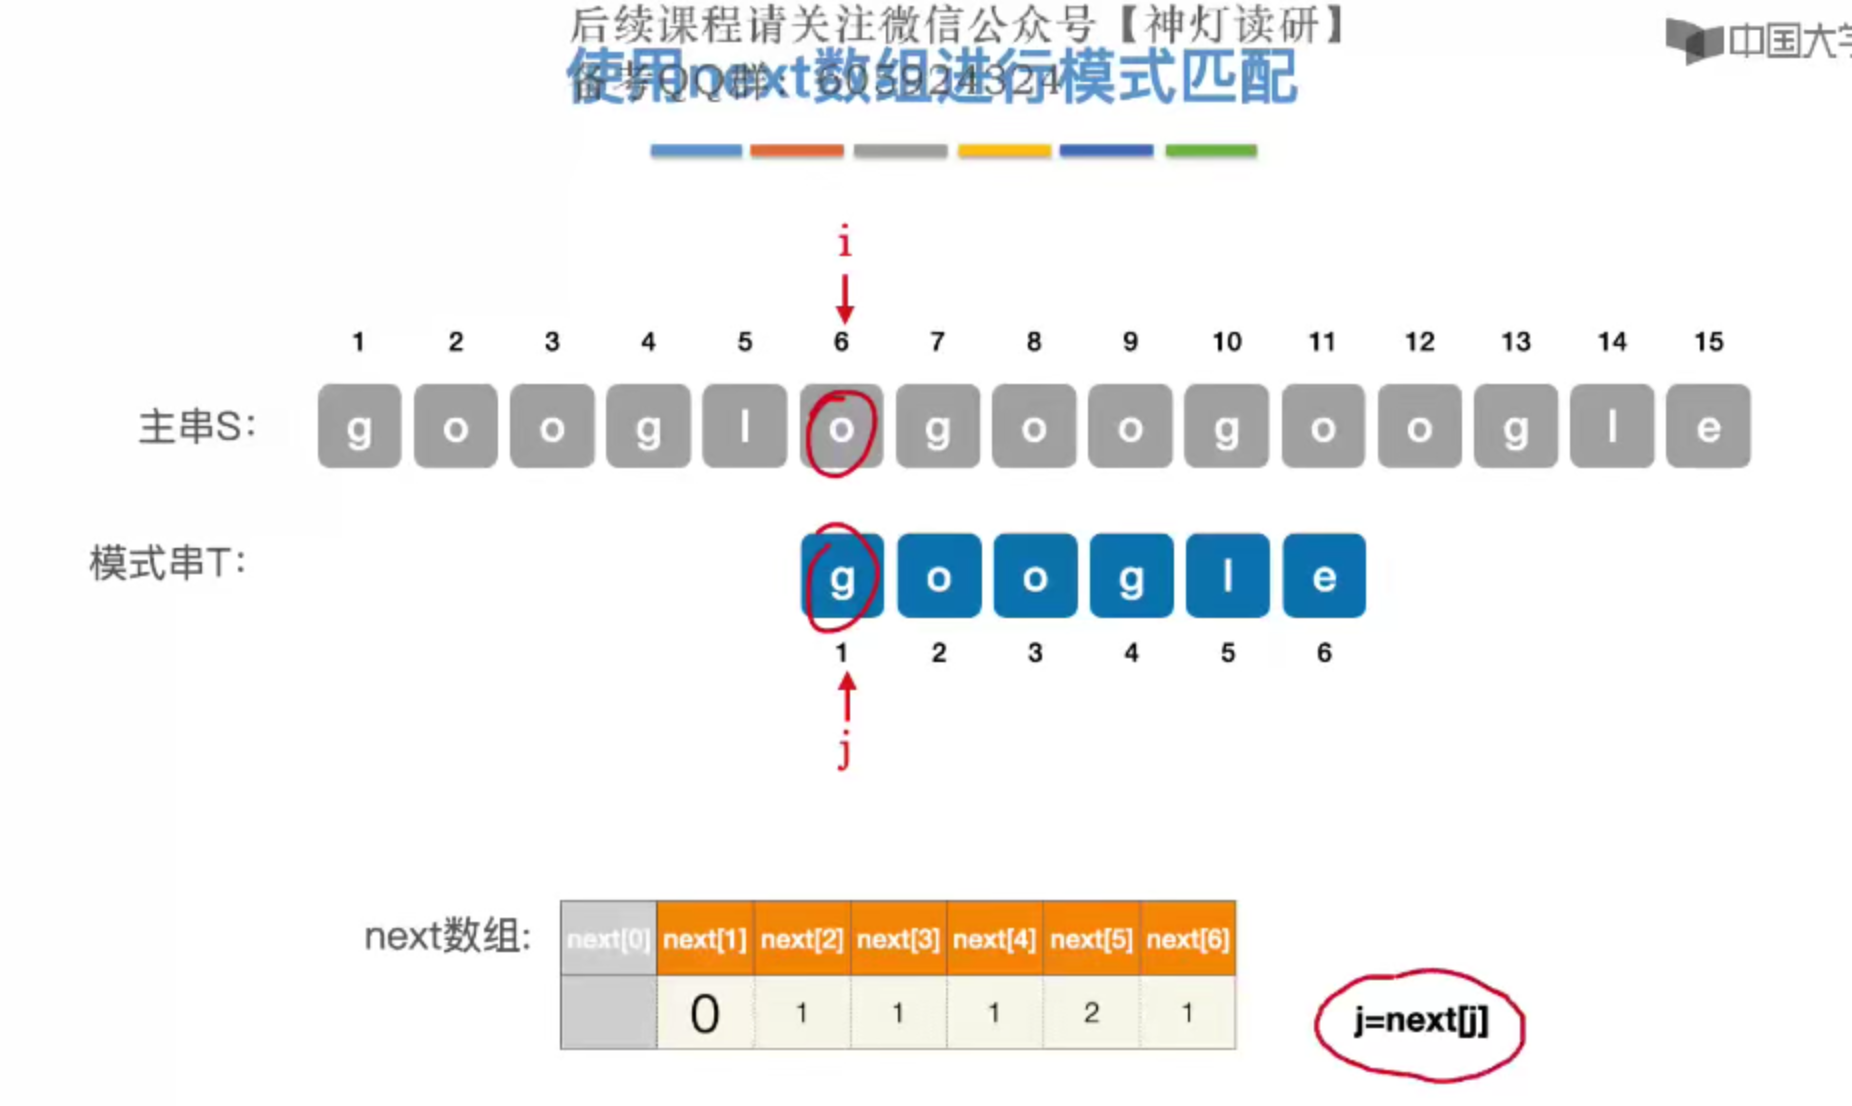 后续课程请关注微信公众号【神灯读研】
备考QQ群：605924324
使用next数组进行模式匹配
中国大学
i
1 2 3 4 5 6 7 8 9 10 11 12 13 14 15
主串S: g o o g l o g o o g o o g l e
模式串T: g o o g l e
1 2 3 4 5 6
j
next数组: next[0] next[1] next[2] next[3] next[4] next[5] next[6]
0 1 1 1 2 1
j=next[j]